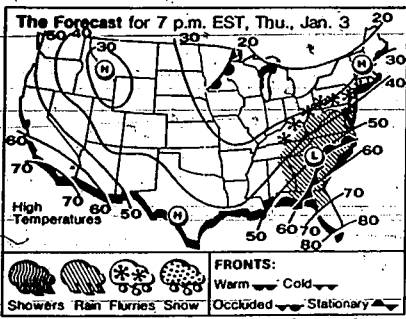 The Forecast for 7 p.m. EST, Thu., Jan. 3
50 40 30 30 20 20
H H 30
40
50
60 L 60
70
High
Temperatures 70 60 50 H 50 60 70 70
80
80
FRONTS:
Warm Cold
Showers Rain Flurries Snow Occluded Stationary